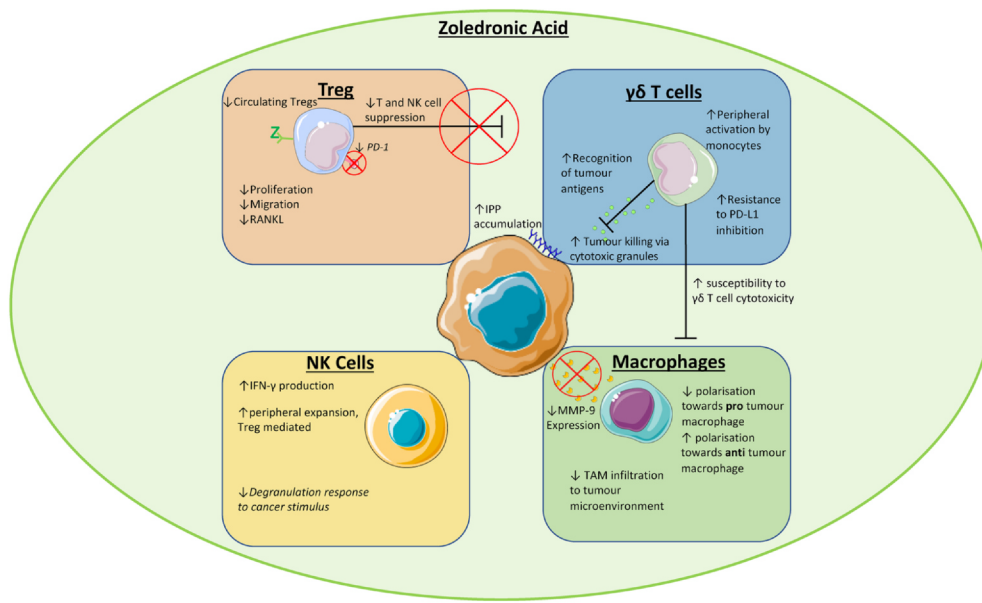 Zoledronic Acid
Treg
↓Circulating Tregs
↓T and NK cell
suppression
Z
↓ PD-1
↓Proliferation
↓Migration
↓RANKL
γδ T cells
↑Peripheral
activation by
monocytes
↑Recognition
of tumour
antigens
↑Resistance
to PD-L1
inhibition
↑ Tumour killing via
cytotoxic granules
↑IPP
accumulation
↑ susceptibility to
γδ T cell cytotoxicity
NK Cells
↑IFN-γ production
↑peripheral expansion,
Treg mediated
↓Degranulation response
to cancer stimulus
Macrophages
↓MMP-9
Expression
↓ polarisation
towards pro tumour
macrophage
↑ polarisation
towards anti tumour
macrophage
↓ TAM infiltration
to tumour
microenvironment